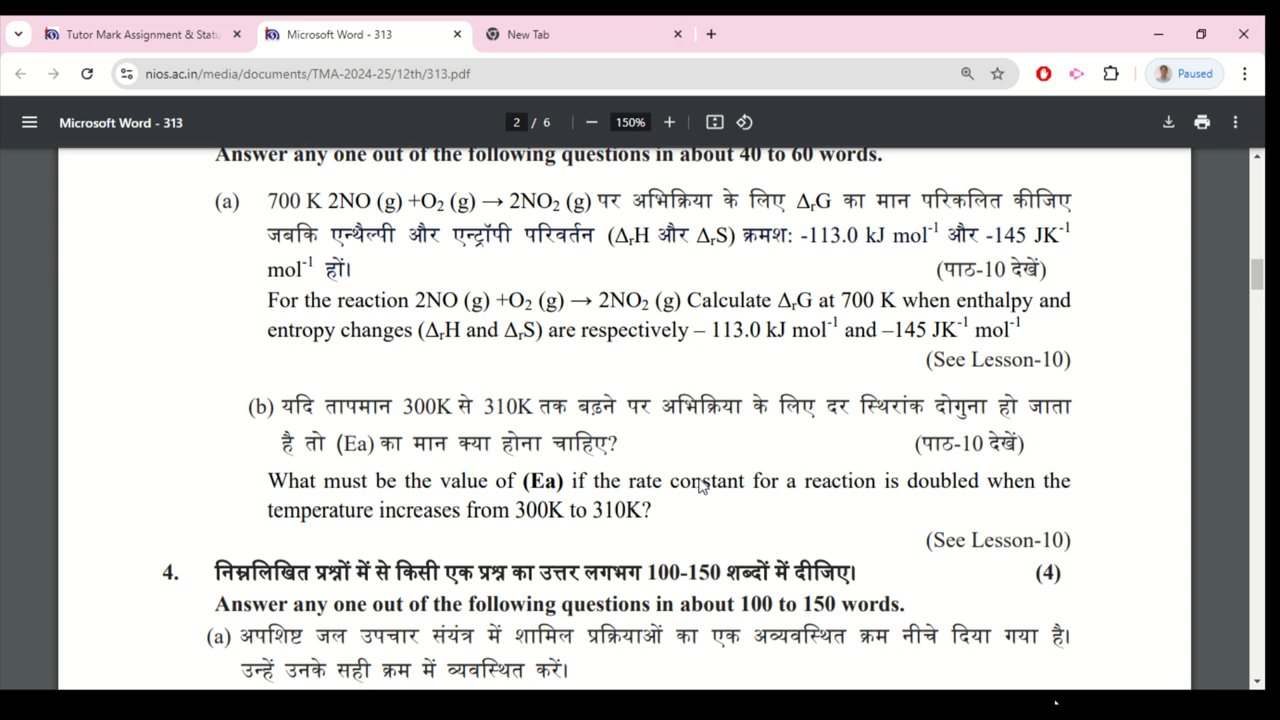 Tutor Mark Assignment & Statu
Microsoft Word - 313
New Tab
nios.ac.in/media/documents/TMA-2024-25/12th/313.pdf
Paused
Microsoft Word - 313
2 / 6
150%
Answer any one out of the following questions in about 40 to 60 words.
(a) 700 K 2NO (g) +O₂ (g) → 2NO₂ (g) पर अभिक्रिया के लिए ΔᵣG का मान परिकलित कीजिए
जबकि एन्थैल्पी और एन्ट्रॉपी परिवर्तन (ΔᵣH और ΔᵣS) क्रमश: -113.0 kJ mol⁻¹ और -145 JK⁻¹
mol⁻¹ हों। (पाठ-10 देखें)
For the reaction 2NO (g) +O₂ (g) → 2NO₂ (g) Calculate ΔᵣG at 700 K when enthalpy and
entropy changes (ΔᵣH and ΔᵣS) are respectively – 113.0 kJ mol⁻¹ and –145 JK⁻¹ mol⁻¹
(See Lesson-10)
(b) यदि तापमान 300K से 310K तक बढ़ने पर अभिक्रिया के लिए दर स्थिरांक दोगुना हो जाता
है तो (Ea) का मान क्या होना चाहिए? (पाठ-10 देखें)
What must be the value of (Ea) if the rate constant for a reaction is doubled when the
temperature increases from 300K to 310K?
(See Lesson-10)
4. निम्नलिखित प्रश्नों में से किसी एक प्रश्न का उत्तर लगभग 100-150 शब्दों में दीजिए। (4)
Answer any one out of the following questions in about 100 to 150 words.
(a) अपशिष्ट जल उपचार संयंत्र में शामिल प्रक्रियाओं का एक अव्यवस्थित क्रम नीचे दिया गया है।
उन्हें उनके सही क्रम में व्यवस्थित करें।